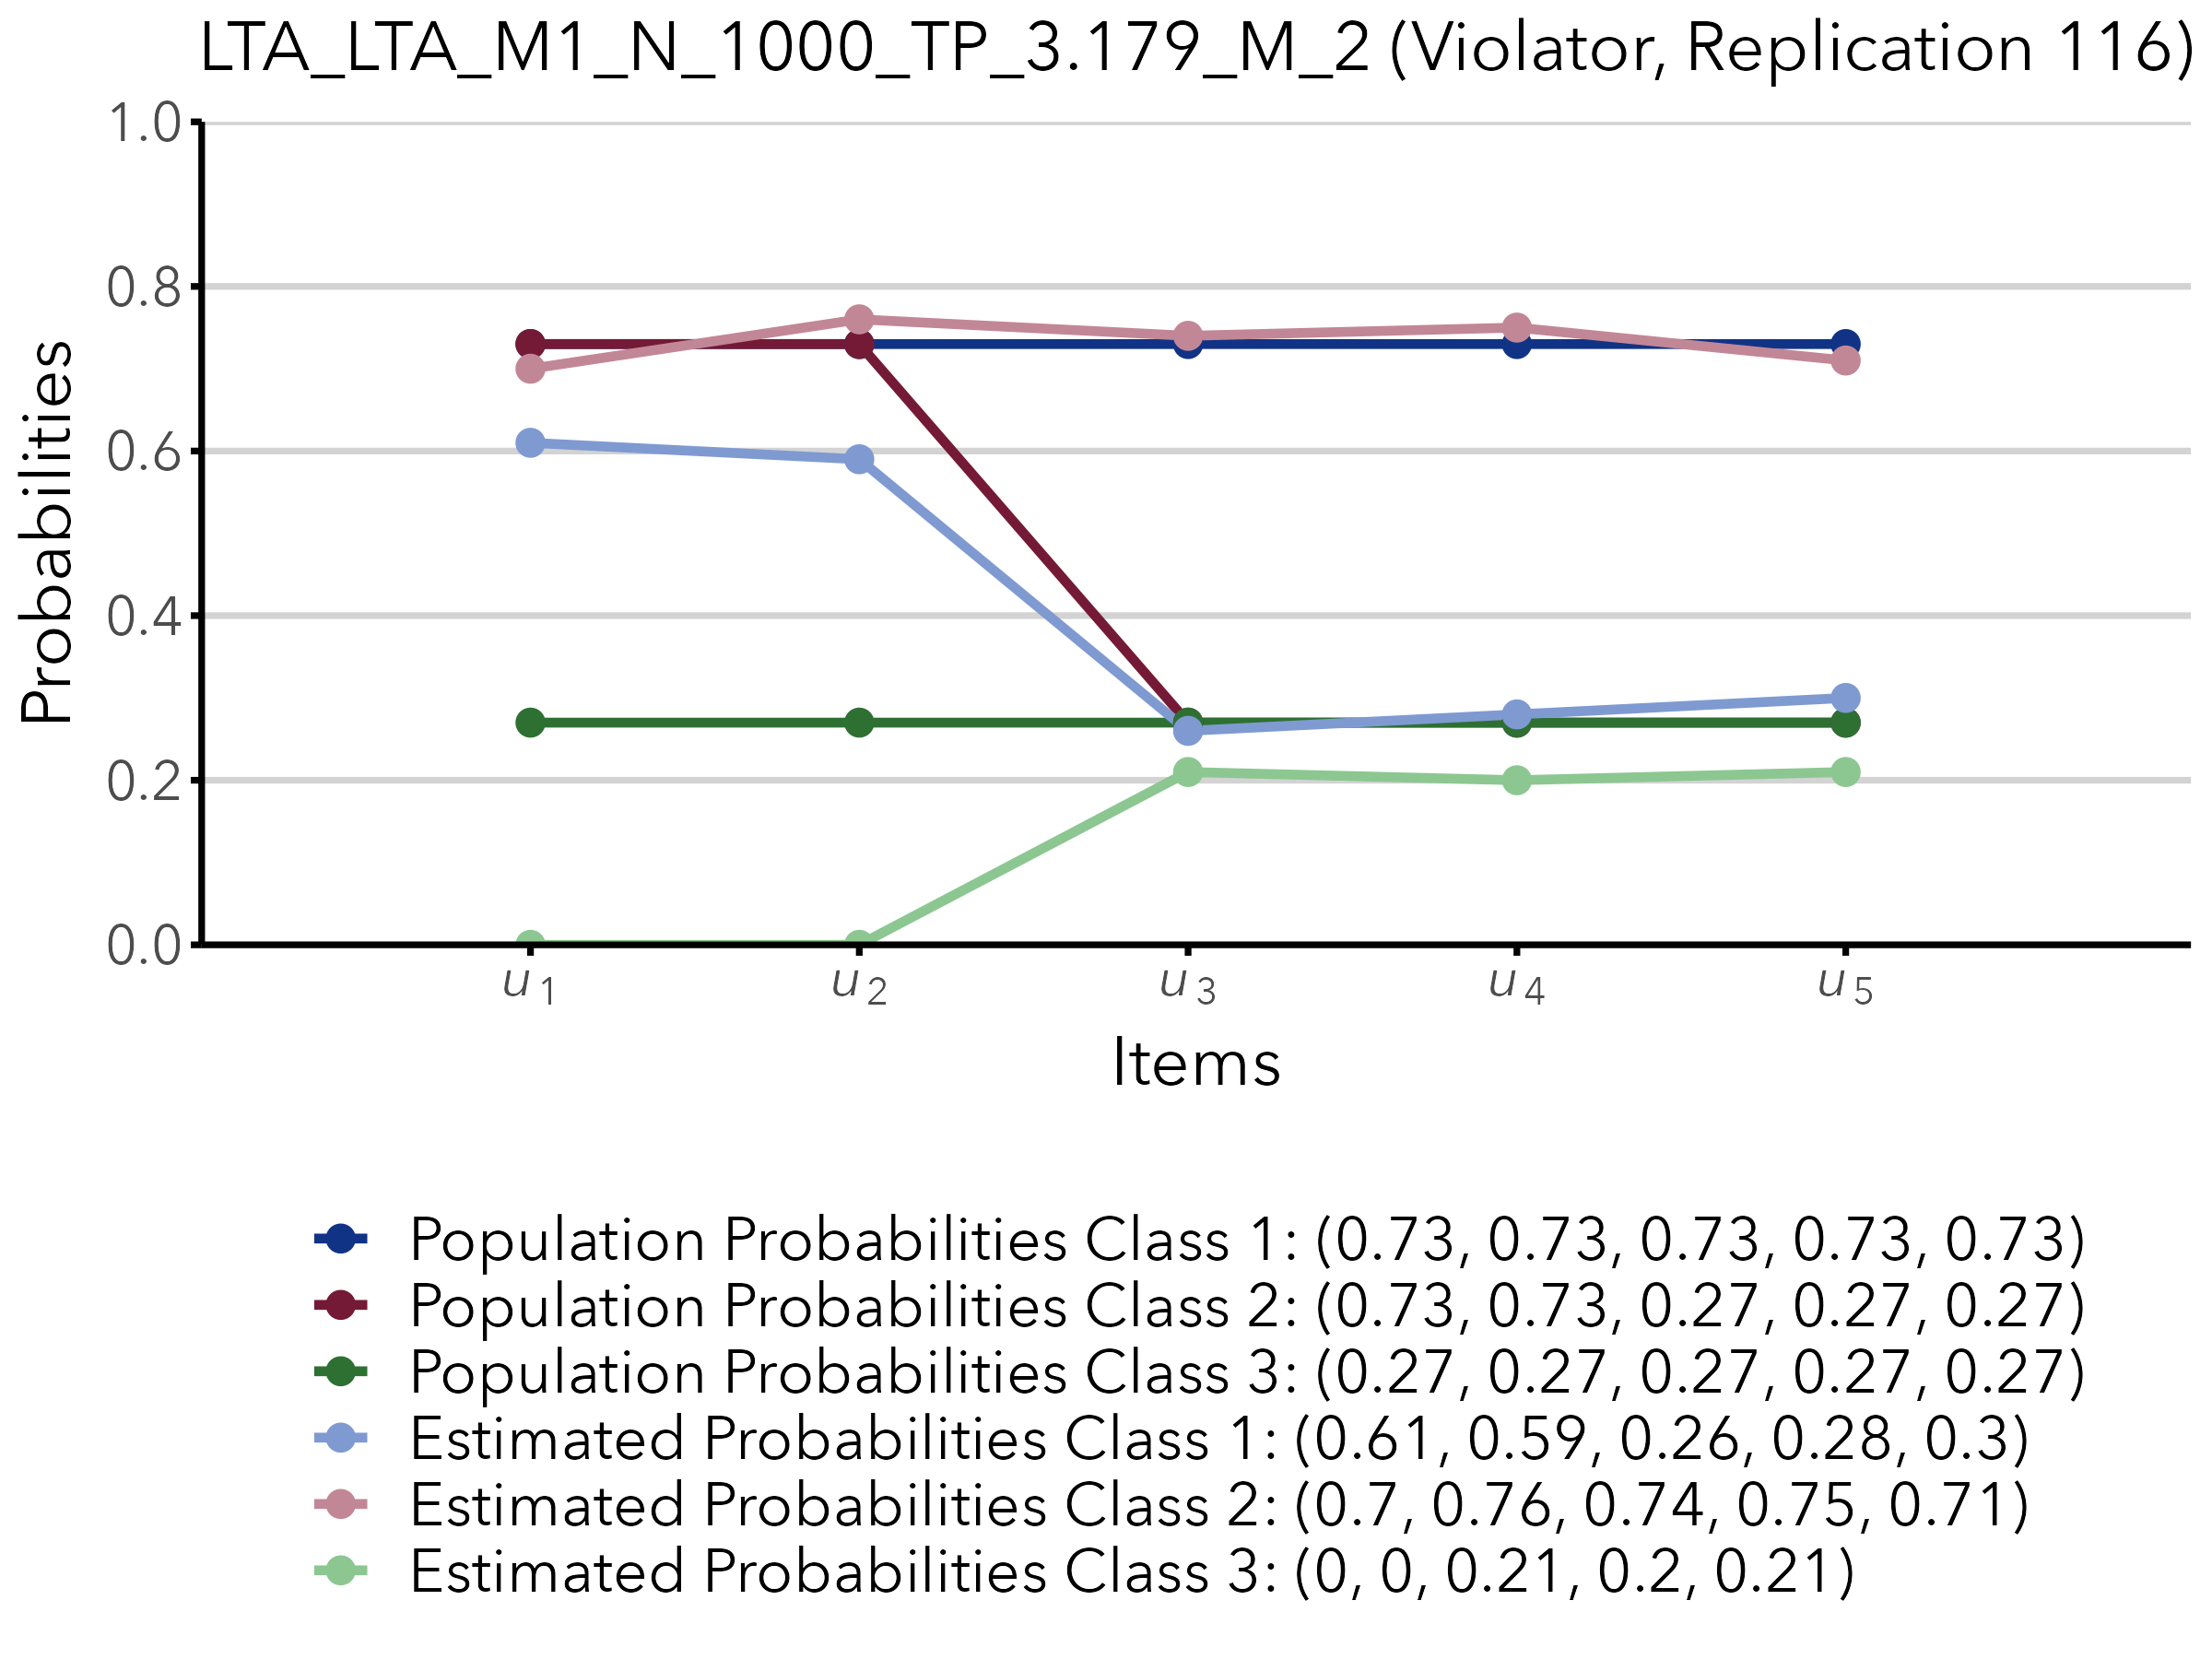 LTA_LTA_M1_N_1000_TP_3.179_M_2 (Violator, Replication 116)
1.0
0.8
0.6
0.4
0.2
0.0
Probabilities
u1
u2
u3
u4
u5
Items
Population Probabilities Class 1: (0.73, 0.73, 0.73, 0.73, 0.73)
Population Probabilities Class 2: (0.73, 0.73, 0.27, 0.27, 0.27)
Population Probabilities Class 3: (0.27, 0.27, 0.27, 0.27, 0.27)
Estimated Probabilities Class 1: (0.61, 0.59, 0.26, 0.28, 0.3)
Estimated Probabilities Class 2: (0.7, 0.76, 0.74, 0.75, 0.71)
Estimated Probabilities Class 3: (0, 0, 0.21, 0.2, 0.21)